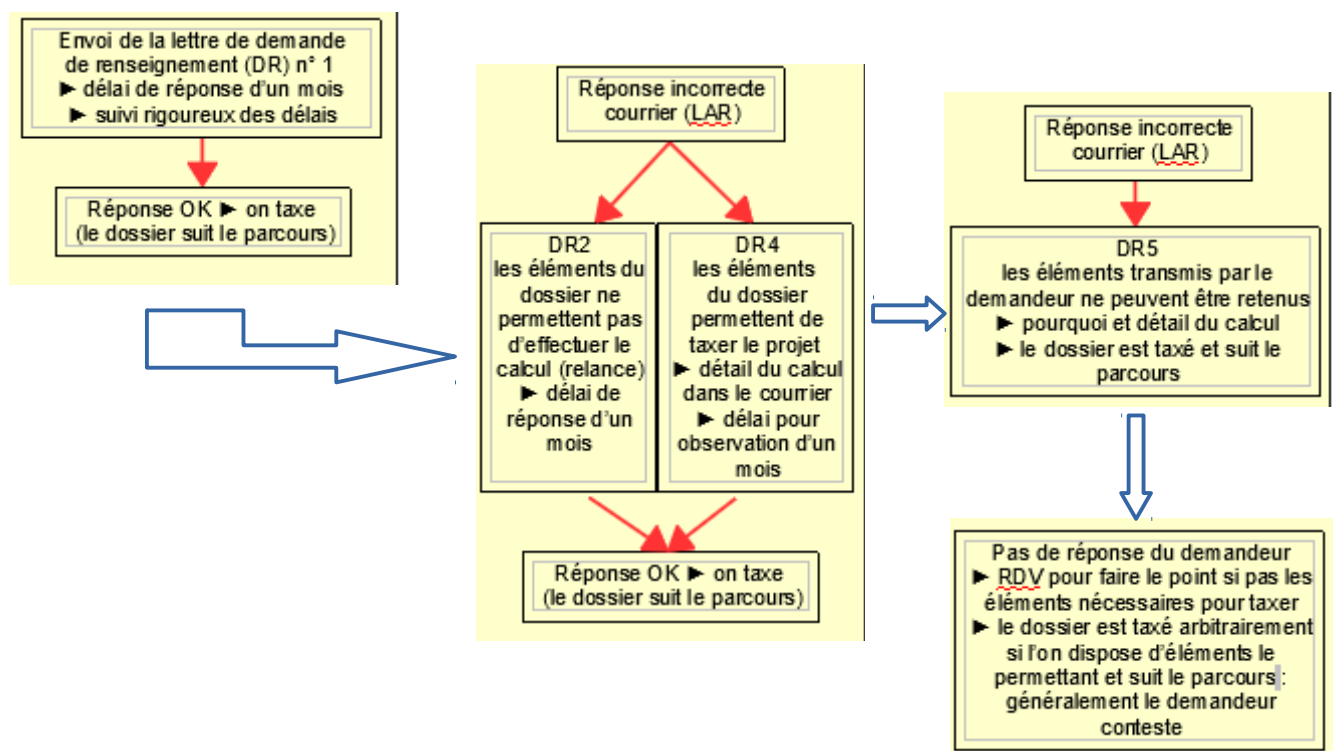 Envoi de la lettre de demande
de renseignement (DR) n° 1
► délai de réponse d'un mois
► suivi rigoureux des délais
Réponse OK ► on taxe
(le dossier suit le parcours)
Réponse incorrecte
courrier (LAR)
DR2
les éléments du
dossier ne
permettent pas
d'effectuer le
calcul (relance)
► délai de
réponse d'un
mois
DR4
les éléments
du dossier
permettent de
taxer le projet
► détail du calcul
dans le courrier
► délai pour
observation d'un
mois
Réponse OK ► on taxe
(le dossier suit le parcours)
Réponse incorrecte
courrier (LAR)
DR5
les éléments transmis par le
demandeur ne peuvent être retenus
► pourquoi et détail du calcul
► le dossier est taxé et suit le
parcours
Pas de réponse du demandeur
► RDV pour faire le point si pas les
éléments nécessaires pour taxer
► le dossier est taxé arbitrairement
si l'on dispose d'éléments le
permettant et suit le parcours :
généralement le demandeur
conteste